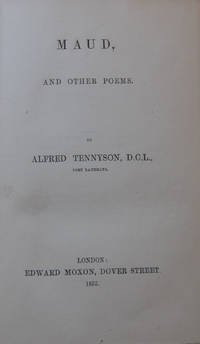 MAUD,
AND OTHER POEMS.
BY
ALFRED TENNYSON, D.C.L.,
POET LAUREATE.
LONDON:
EDWARD MOXON, DOVER STREET.